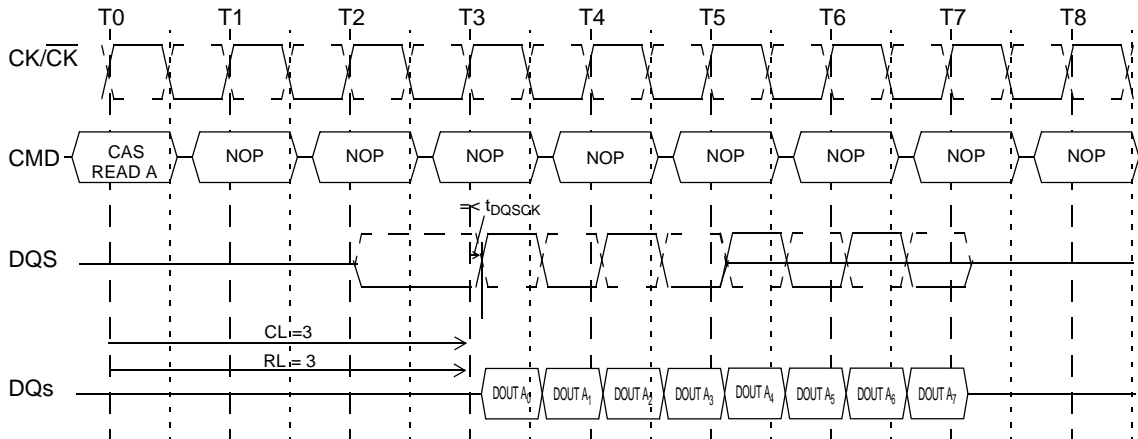 T0 T1 T2 T3 T4 T5 T6 T7 T8
CK/CK
CMD CAS READ A NOP NOP NOP NOP NOP NOP NOP NOP
=< tDQSCK
DQS
CL =3
RL = 3
DQs DOUT A0 DOUT A1 DOUT A2 DOUT A3 DOUT A4 DOUT A5 DOUT A6 DOUT A7